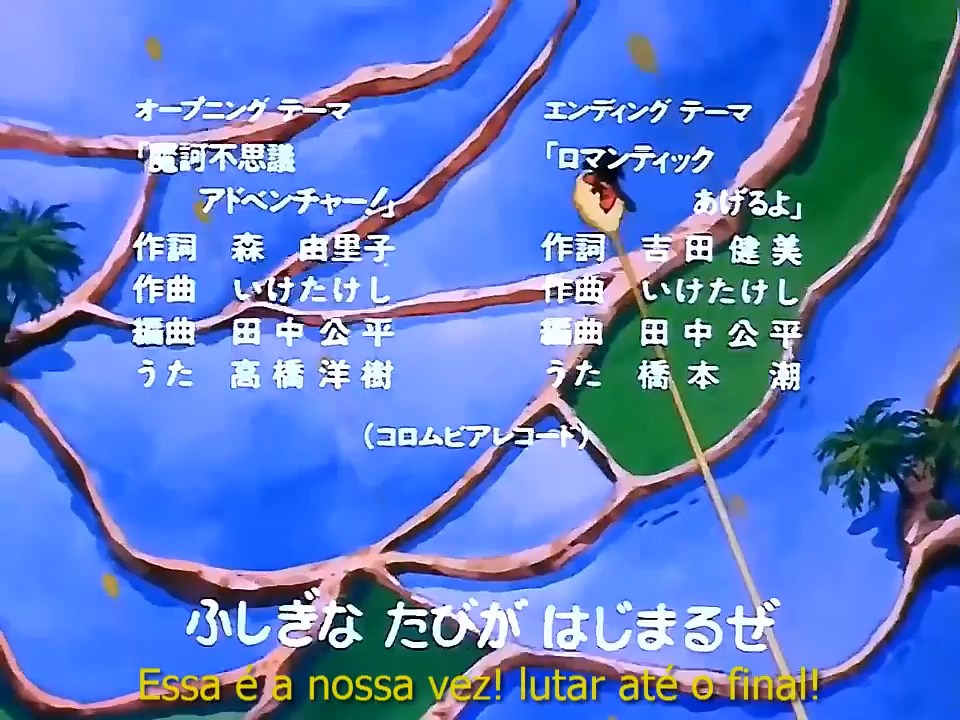 オープニング テーマ
「魔訶不思議
アドベンチャー！」
作詞 森 由里子
作曲 いけたけし
編曲 田中公平
うた 高橋洋樹
エンディング テーマ
「ロマンティック
あげるよ」
作詞 吉田健美
作曲 いけたけし
編曲 田中公平
うた 橋本 潮
（コロムビアレコード）
ふしぎな たびが はじまるぜ
Essa é a nossa vez! lutar até o final!